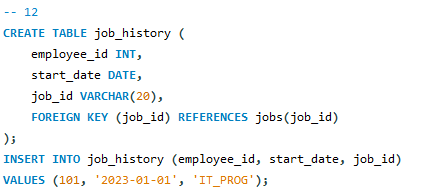 -- 12
CREATE TABLE job_history (
    employee_id INT,
    start_date DATE,
    job_id VARCHAR(20),
    FOREIGN KEY (job_id) REFERENCES jobs(job_id)
);
INSERT INTO job_history (employee_id, start_date, job_id)
VALUES (101, '2023-01-01', 'IT_PROG');